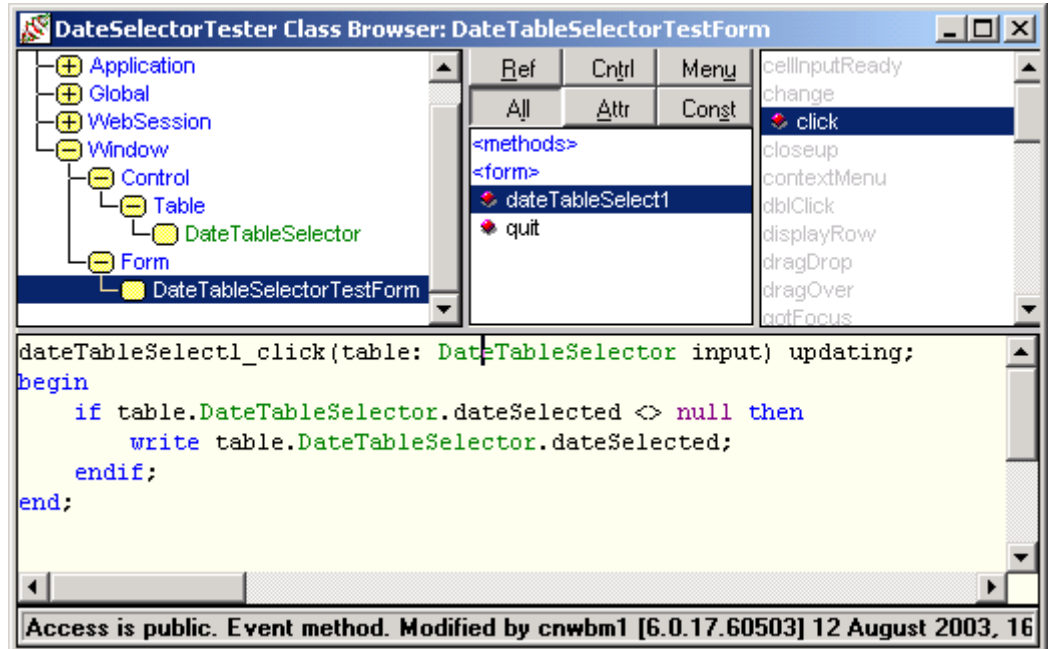 DateSelectorTester Class Browser: DateTableSelectorTestForm
Application
Global
WebSession
Window
Control
Table
DateTableSelector
Form
DateTableSelectorTestForm
Ref Cntrl Menu
All Attr Const
<methods>
<form>
dateTableSelect1
quit
cellInputReady
change
click
closeup
contextMenu
dblClick
displayRow
dragDrop
dragOver
gotFocus
dateTableSelect1_click(table: DateTableSelector input) updating;
begin
if table.DateTableSelector.dateSelected <> null then
write table.DateTableSelector.dateSelected;
endif;
end;
Access is public. Event method. Modified by cnwbm1 [6.0.17.60503] 12 August 2003, 16